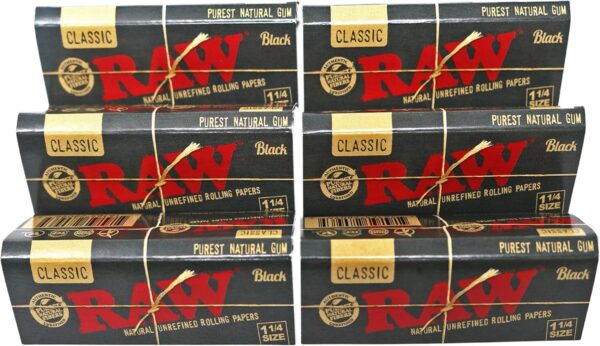 PUREST NATURAL GUM
CLASSIC
Black
RAW
AUTHENTIC
NATURAL UNREFINED ROLLING PAPERS
1 1/4
SIZE
PUREST NATURAL GUM
CLASSIC
Black
RAW
AUTHENTIC
NATURAL UNREFINED ROLLING PAPERS
1 1/4
SIZE
PUREST NATURAL GUM
CLASSIC
Black
RAW
NATURAL UNREFINED ROLLING PAPERS
1 1/4
SIZE
PUREST NATURAL GUM
CLASSIC
Black
RAW
NATURAL UNREFINED ROLLING PAPERS
1 1/4
SIZE
PUREST NATURAL GUM
CLASSIC
Black
RAW
NATURAL UNREFINED ROLLING PAPERS
1 1/4
SIZE
CLASSIC
PUREST NATURAL GUM
CLASSIC
Black
RAW
NATURAL UNREFINED ROLLING PAPERS
1 1/4
SIZE